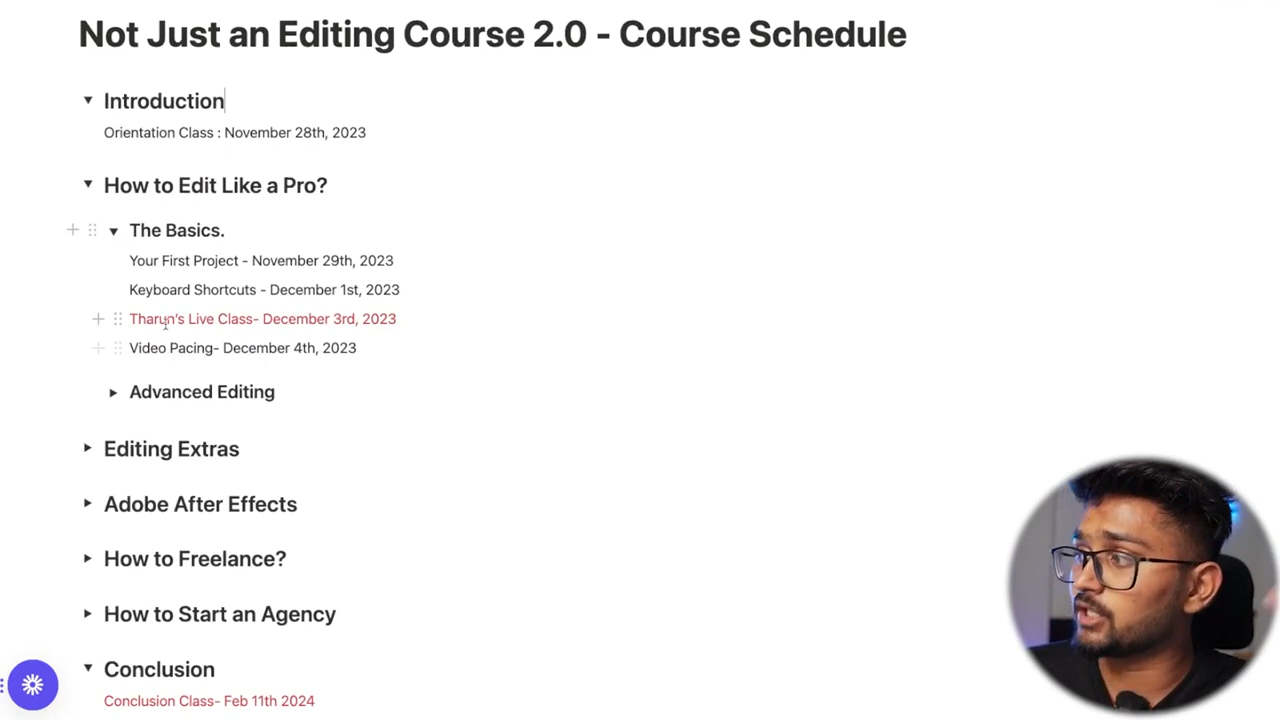 Not Just an Editing Course 2.0 - Course Schedule
Introduction
Orientation Class : November 28th, 2023
How to Edit Like a Pro?
The Basics.
Your First Project - November 29th, 2023
Keyboard Shortcuts - December 1st, 2023
Tharun’s Live Class- December 3rd, 2023
Video Pacing- December 4th, 2023
Advanced Editing
Editing Extras
Adobe After Effects
How to Freelance?
How to Start an Agency
Conclusion
Conclusion Class- Feb 11th 2024